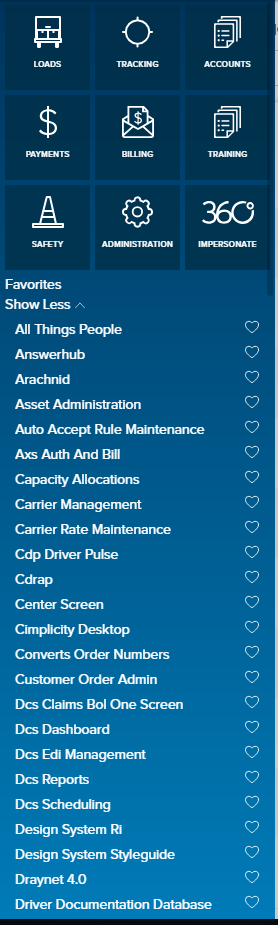 LOADS
TRACKING
ACCOUNTS
PAYMENTS
$
BILLING
TRAINING
SAFETY
ADMINISTRATION
360°
IMPERSONATE
Favorites
Show Less
All Things People
Answerhub
Arachnid
Asset Administration
Auto Accept Rule Maintenance
Axs Auth And Bill
Capacity Allocations
Carrier Management
Carrier Rate Maintenance
Cdp Driver Pulse
Cdrap
Center Screen
Cimplicity Desktop
Converts Order Numbers
Customer Order Admin
Dcs Claims Bol One Screen
Dcs Dashboard
Dcs Edi Management
Dcs Reports
Dcs Scheduling
Design System Ri
Design System Styleguide
Draynet 4.0
Driver Documentation Database